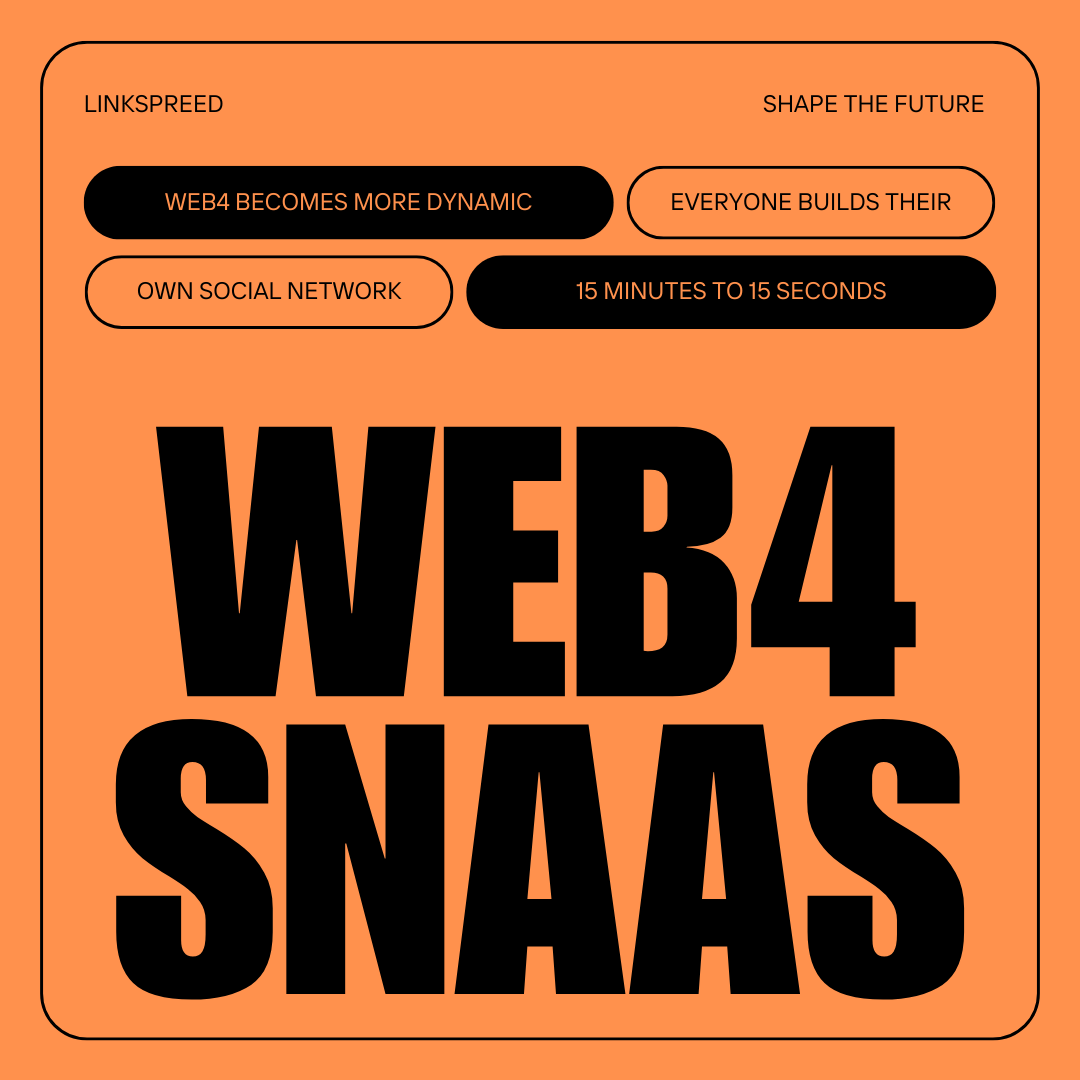 LINKSPREED
SHAPE THE FUTURE
WEB4 BECOMES MORE DYNAMIC
EVERYONE BUILDS THEIR
OWN SOCIAL NETWORK
15 MINUTES TO 15 SECONDS
WEB4
SNAAS